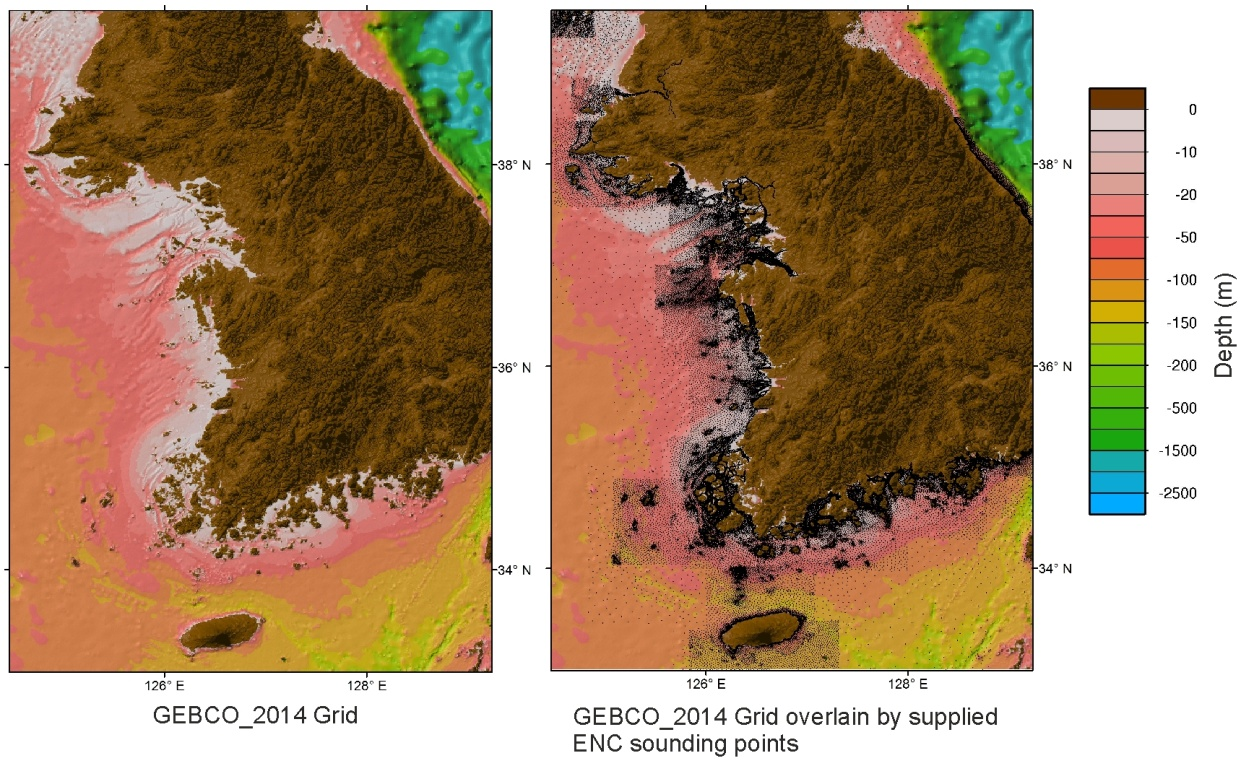 38° N
36° N
34° N
126° E
128° E
GEBCO_2014 Grid
38° N
36° N
34° N
126° E
128° E
GEBCO_2014 Grid overlain by supplied
ENC sounding points
0
-10
-20
-50
-100
-150
-200
-500
-1500
-2500
Depth (m)